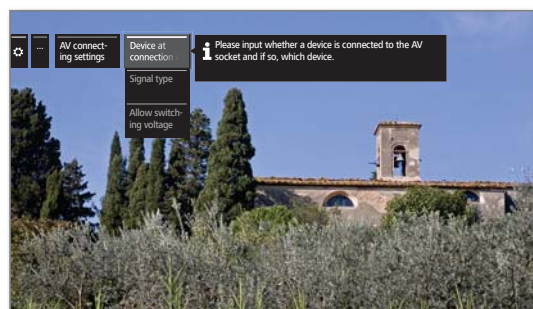 ...
AV connect-
ing settings
Device at
connection
Please input whether a device is connected to the AV
socket and if so, which device.
Signal type
Allow switch-
ing voltage